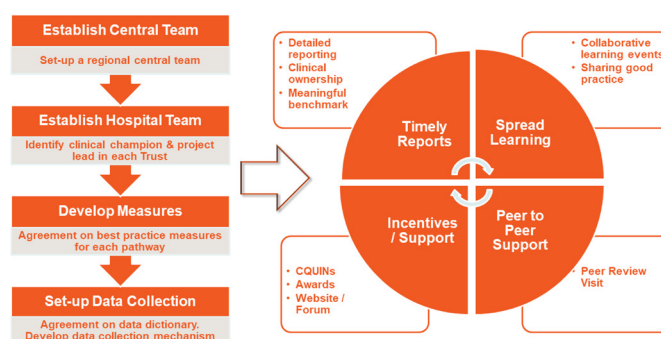 Establish Central Team
Set-up a regional central team
Establish Hospital Team
Identify clinical champion & project
lead in each Trust
Develop Measures
Agreement on best practice measures
for each pathway
Set-up Data Collection
Agreement on data dictionary.
Develop data collection mechanism
• Detailed
reporting
• Clinical
ownership
• Meaningful
benchmark
• Collaborative
learning events
• Sharing good
practice
Timely
Reports
Spread
Learning
Incentives
/ Support
Peer to
Peer
Support
• CQUINs
• Awards
• Website /
Forum
• Peer Review
Visit